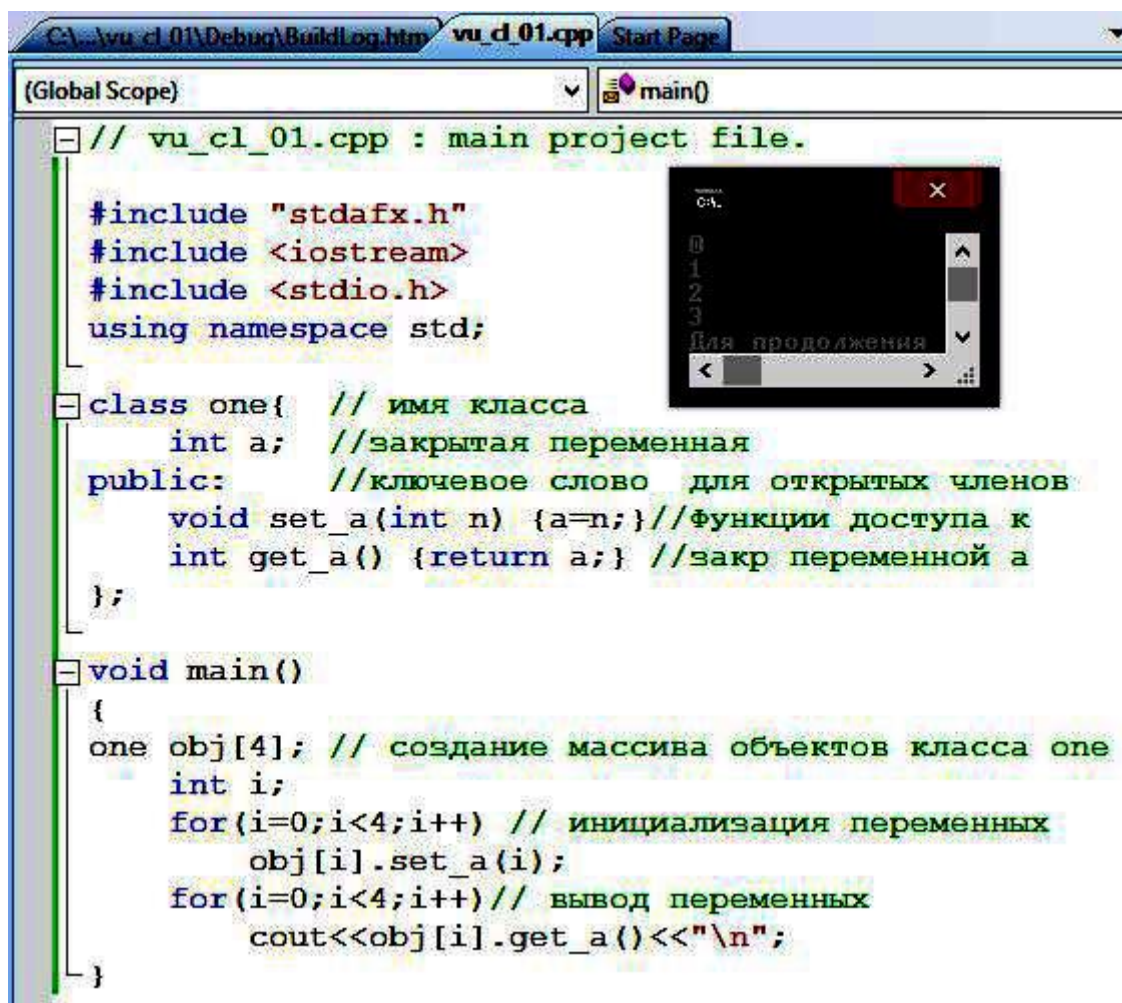 C:\...\vu_cl_01\Debug\BuildLog.htm vu_cl_01.cpp Start Page
(Global Scope) main()
// vu_cl_01.cpp : main project file.
#include "stdafx.h"
#include <iostream>
#include <stdio.h>
using namespace std;
C:\.
0
1
2
3
Для продолжения
class one{ // имя класса
int a; //закрытая переменная
public: //ключевое слово для открытых членов
void set_a(int n) {a=n;}//Функции доступа к
int get_a() {return a;} //закр переменной а
};
void main()
{
one obj[4]; // создание массива объектов класса one
int i;
for(i=0;i<4;i++) // инициализация переменных
obj[i].set_a(i);
for(i=0;i<4;i++)// вывод переменных
cout<<obj[i].get_a()<<"\n";
}